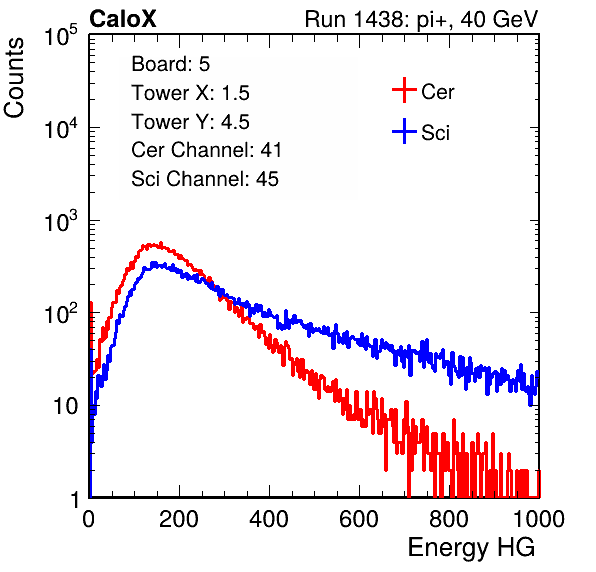 CaloX Run 1438: pi+, 40 GeV
Counts
Board: 5
Tower X: 1.5
Tower Y: 4.5
Cer Channel: 41
Sci Channel: 45
Cer
Sci
10^5
10^4
10^3
10^2
10
1
0 200 400 600 800 1000
Energy HG